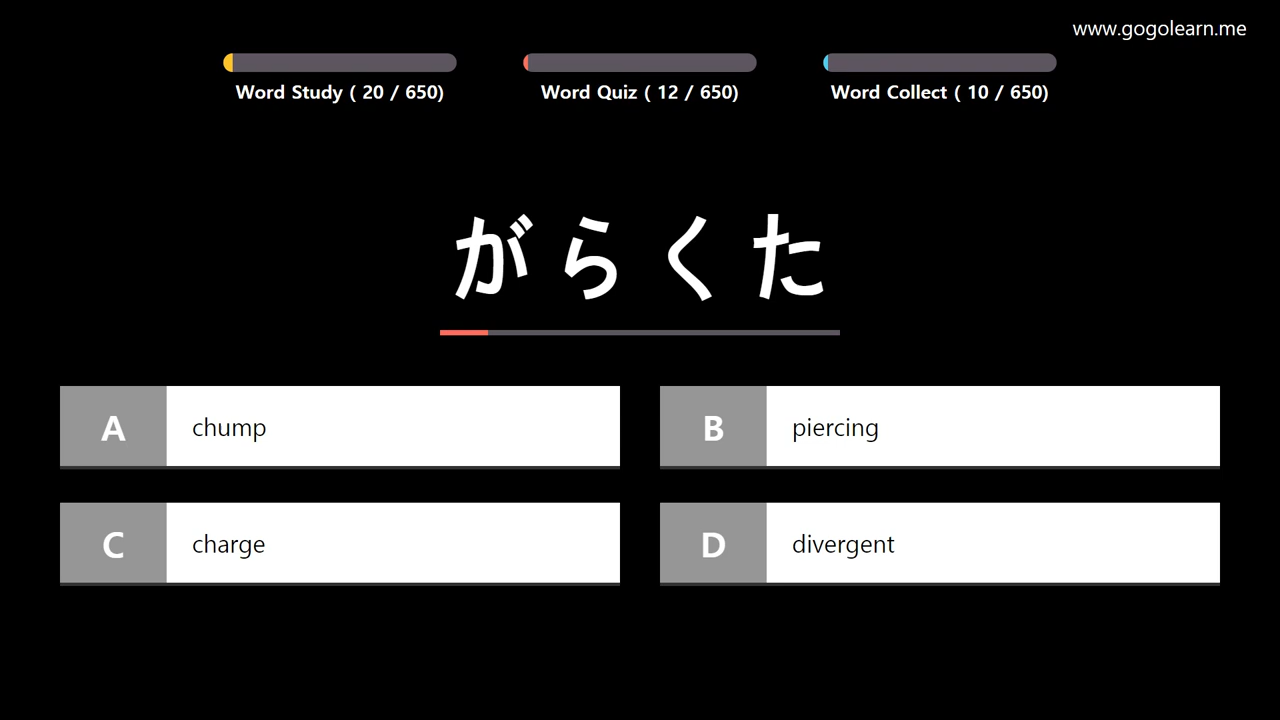 www.gogolearn.me
Word Study ( 20 / 650)
Word Quiz ( 12 / 650)
Word Collect ( 10 / 650)
がらくた
A chump
B piercing
C charge
D divergent